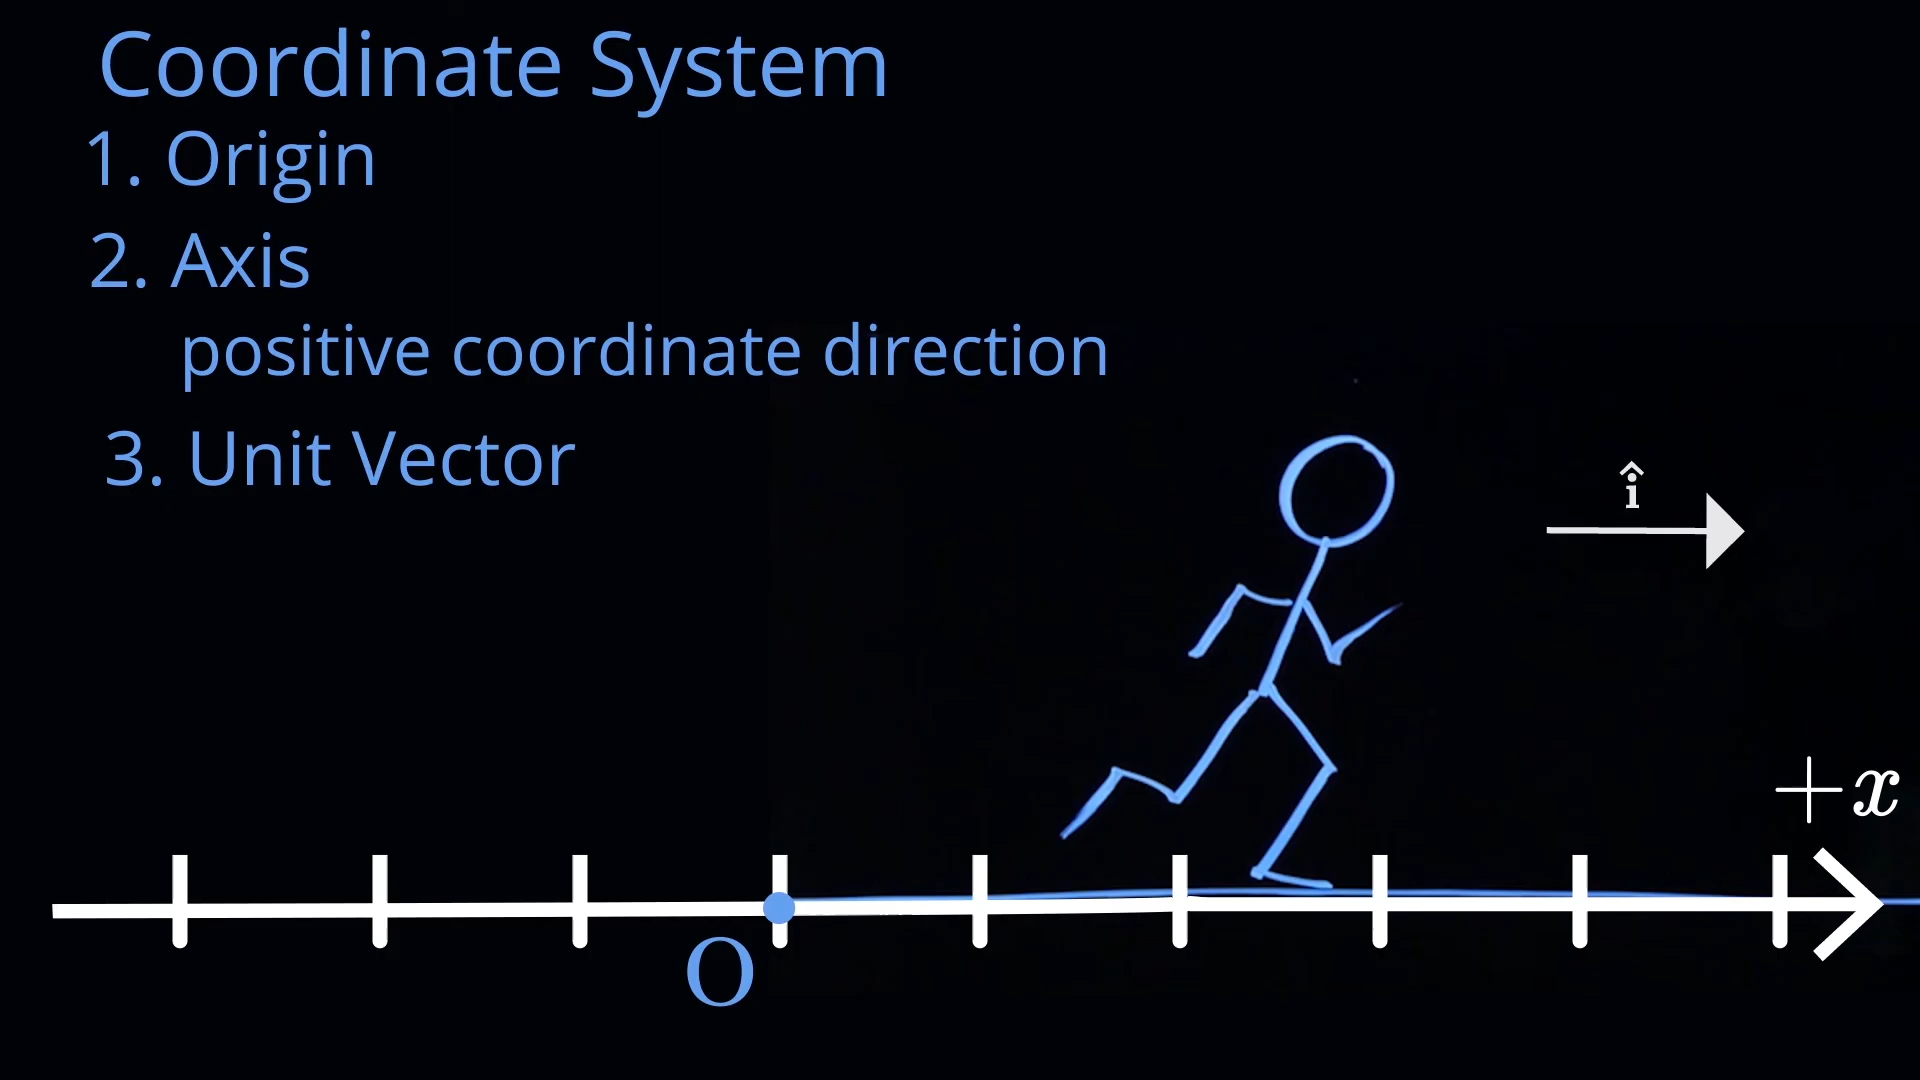 Coordinate System
1. Origin
2. Axis
positive coordinate direction
3. Unit Vector
î
+x
O